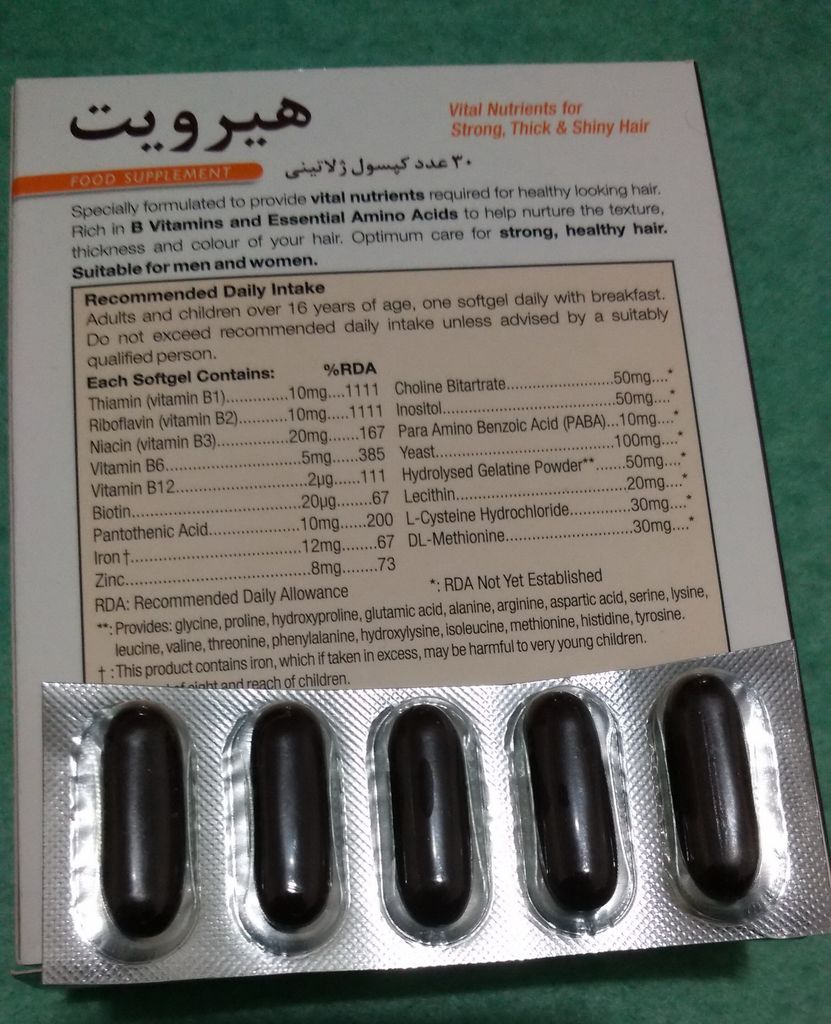 هیرویت
Vital Nutrients for
Strong, Thick & Shiny Hair
FOOD SUPPLEMENT
۳۰ عدد کپسول ژلاتینی
Specially formulated to provide vital nutrients required for healthy looking hair.
Rich in B Vitamins and Essential Amino Acids to help nurture the texture,
thickness and colour of your hair. Optimum care for strong, healthy hair.
Suitable for men and women.
Recommended Daily Intake
Adults and children over 16 years of age, one softgel daily with breakfast.
Do not exceed recommended daily intake unless advised by a suitably
qualified person.
Each Softgel Contains: %RDA
Thiamin (vitamin B1).............10mg....1111
Riboflavin (vitamin B2)...........10mg.....1111
Niacin (vitamin B3)................20mg.......167
Vitamin B6..............................5mg......385
Vitamin B12.............................2µg......111
Biotin.....................................20µg.......67
Pantothenic Acid....................10mg......200
Iron †.....................................12mg........67
Zinc.........................................8mg........73
Choline Bitartrate.......................50mg....*
Inositol.......................................50mg....*
Para Amino Benzoic Acid (PABA)...10mg....*
Yeast........................................100mg....*
Hydrolysed Gelatine Powder**.......50mg....*
Lecithin......................................20mg....*
L-Cysteine Hydrochloride............30mg....*
DL-Methionine...........................30mg....*
RDA: Recommended Daily Allowance *: RDA Not Yet Established
**: Provides: glycine, proline, hydroxyproline, glutamic acid, alanine, arginine, aspartic acid, serine, lysine,
leucine, valine, threonine, phenylalanine, hydroxylysine, isoleucine, methionine, histidine, tyrosine.
† : This product contains iron, which if taken in excess, may be harmful to very young children.
of sight and reach of children.